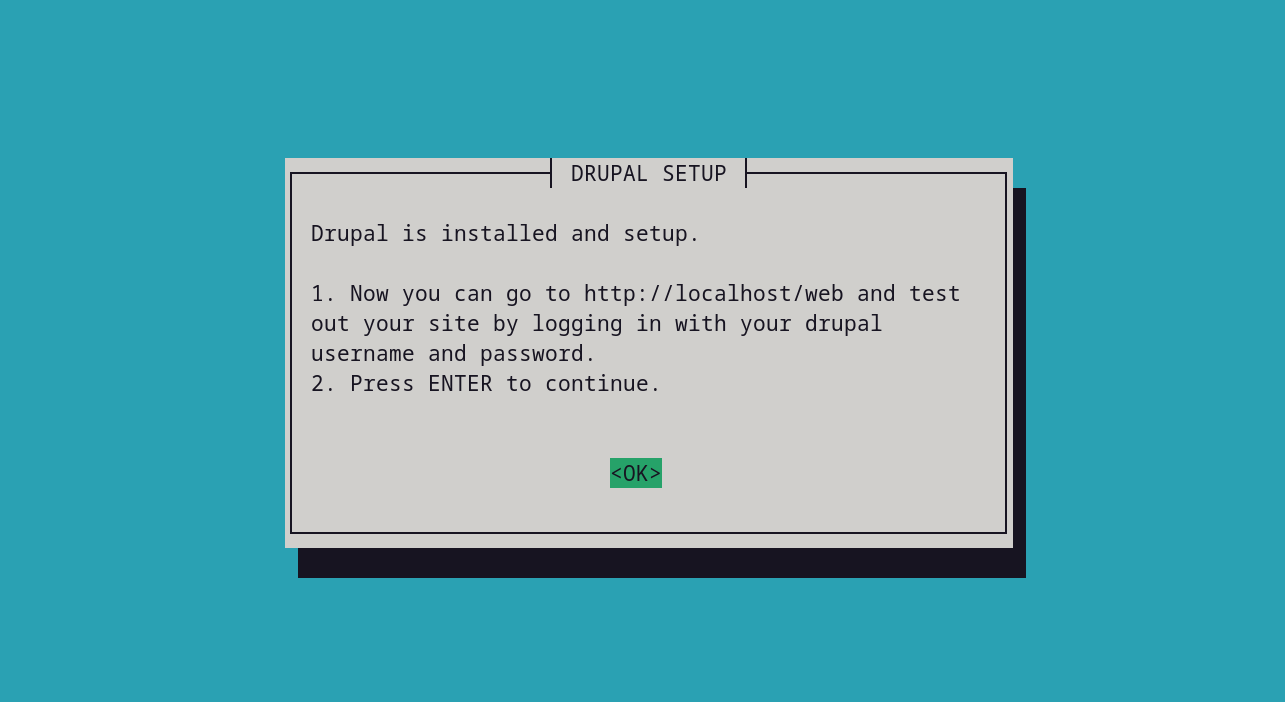 DRUPAL SETUP
Drupal is installed and setup.
1. Now you can go to http://localhost/web and test
out your site by logging in with your drupal
username and password.
2. Press ENTER to continue.
<OK>